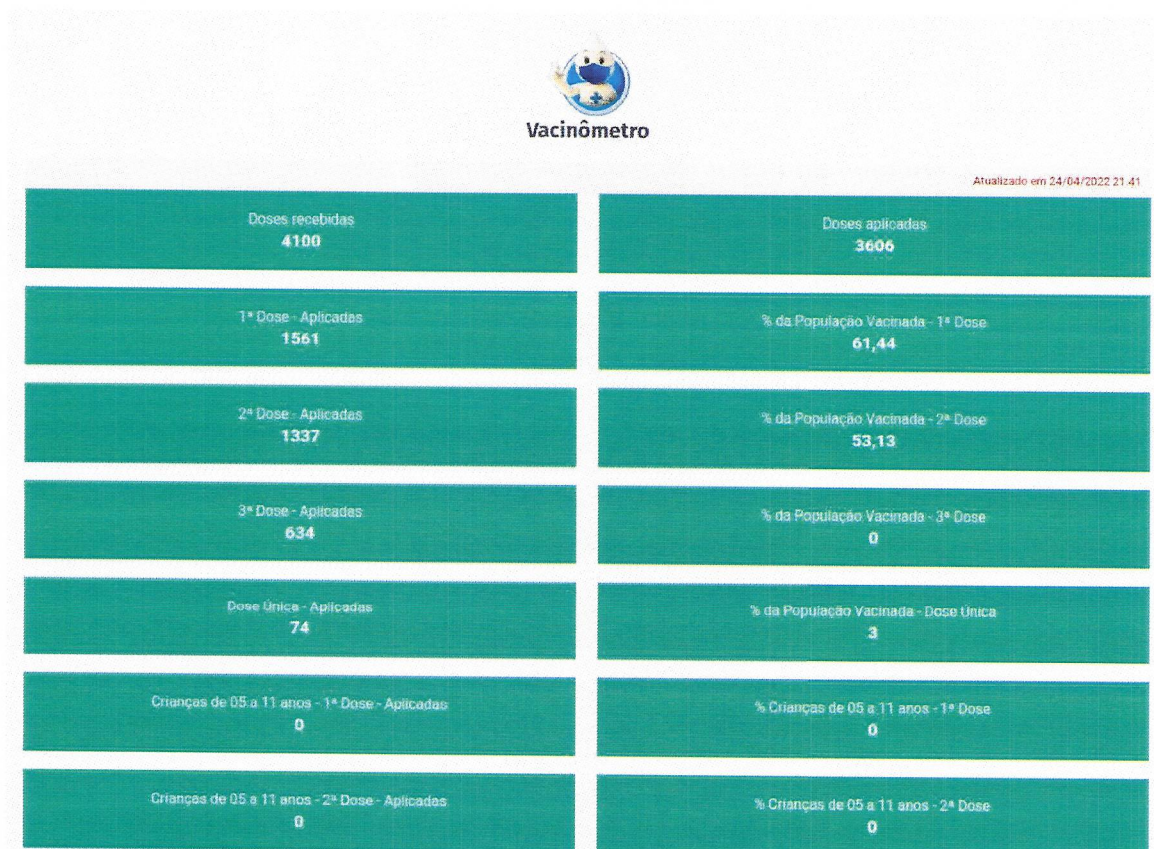 Vacinômetro
Atualizado em 24/04/2022 21:41
Doses recebidas
4100
Doses aplicadas
3606
1ª Dose - Aplicadas
1561
% da População Vacinada - 1ª Dose
61,44
2ª Dose - Aplicadas
1337
% da População Vacinada - 2ª Dose
53,13
3ª Dose - Aplicadas
634
% da População Vacinada - 3ª Dose
0
Dose Única - Aplicadas
74
% da População Vacinada - Dose Única
3
Crianças de 05 a 11 anos - 1ª Dose - Aplicadas
0
% Crianças de 05 a 11 anos - 1ª Dose
0
Crianças de 05 a 11 anos - 2ª Dose - Aplicadas
0
% Crianças de 05 a 11 anos - 2ª Dose
0